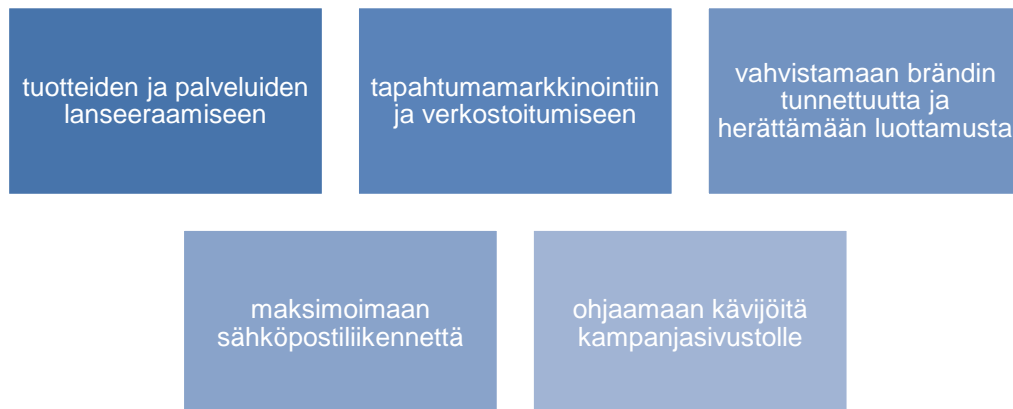 tuotteiden ja palveluiden
lanseeraamiseen
tapahtumamarkkinointiin
ja verkostoitumiseen
vahvistamaan brändin
tunnettuutta ja
herättämään luottamusta
maksimoimaan
sähköpostiliikennettä
ohjaamaan kävijöitä
kampanjasivustolle